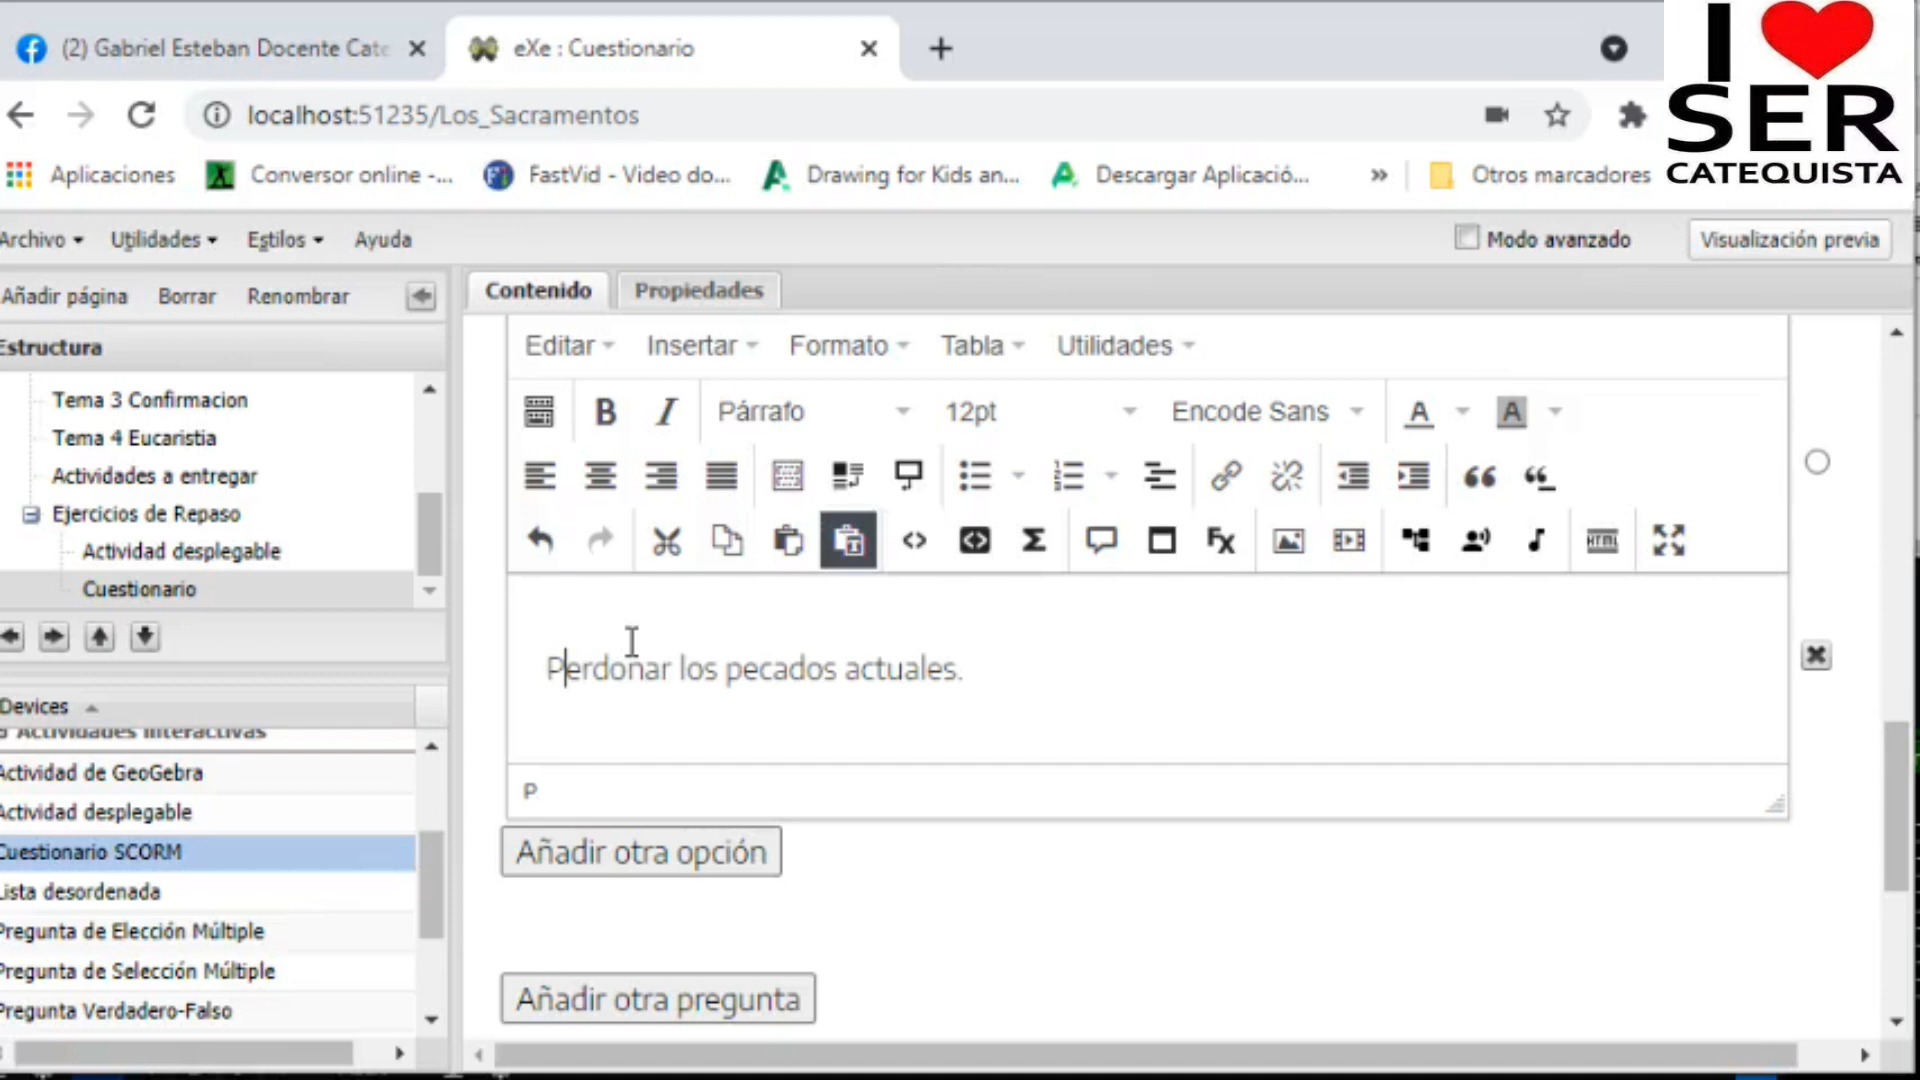 (2) Gabriel Esteban Docente Cate
eXe : Cuestionario
I
SER
CATEQUISTA
localhost:51235/Los_Sacramentos
Aplicaciones
Conversor online -...
FastVid - Video do...
Drawing for Kids an...
Descargar Aplicació...
»
Otros marcadores
Archivo
Utilidades
Estilos
Ayuda
Modo avanzado
Visualización previa
Añadir página
Borrar
Renombrar
Contenido
Propiedades
Estructura
Editar
Insertar
Formato
Tabla
Utilidades
Tema 3 Confirmacion
Tema 4 Eucaristia
Actividades a entregar
Ejercicios de Repaso
Actividad desplegable
Cuestionario
B
I
Párrafo
12pt
Encode Sans
A
A
Fx
HTML
Perdonar los pecados actuales.
P
Devices
Actividades interactivas
Actividad de GeoGebra
Actividad desplegable
Cuestionario SCORM
Lista desordenada
Pregunta de Elección Múltiple
Pregunta de Selección Múltiple
Pregunta Verdadero-Falso
Añadir otra opción
Añadir otra pregunta